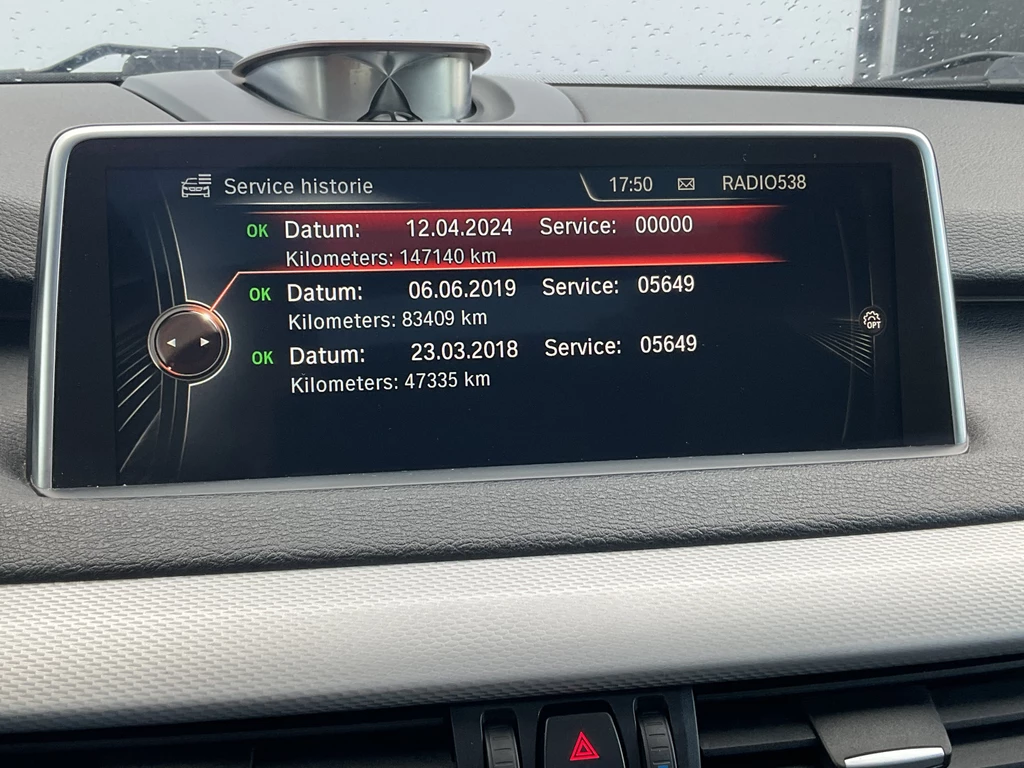 Service historie 17:50 RADIO538
OK Datum: 12.04.2024 Service: 00000
Kilometers: 147140 km
OK Datum: 06.06.2019 Service: 05649
Kilometers: 83409 km
OK Datum: 23.03.2018 Service: 05649
Kilometers: 47335 km
OPT